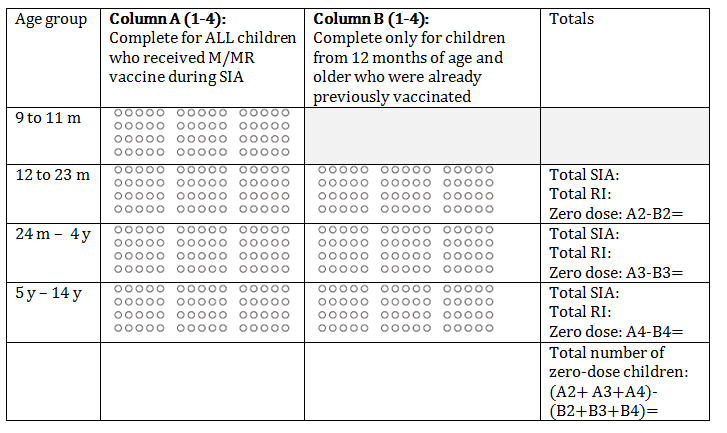 Age group
Column A (1-4):
Complete for ALL children
who received M/MR
vaccine during SIA
Column B (1-4):
Complete only for children
from 12 months of age and
older who were already
previously vaccinated
Totals
9 to 11 m
12 to 23 m
Total SIA:
Total RI:
Zero dose: A2-B2=
24 m – 4 y
Total SIA:
Total RI:
Zero dose: A3-B3=
5 y – 14 y
Total SIA:
Total RI:
Zero dose: A4-B4=
Total number of
zero-dose children:
(A2+ A3+A4)-
(B2+B3+B4)=